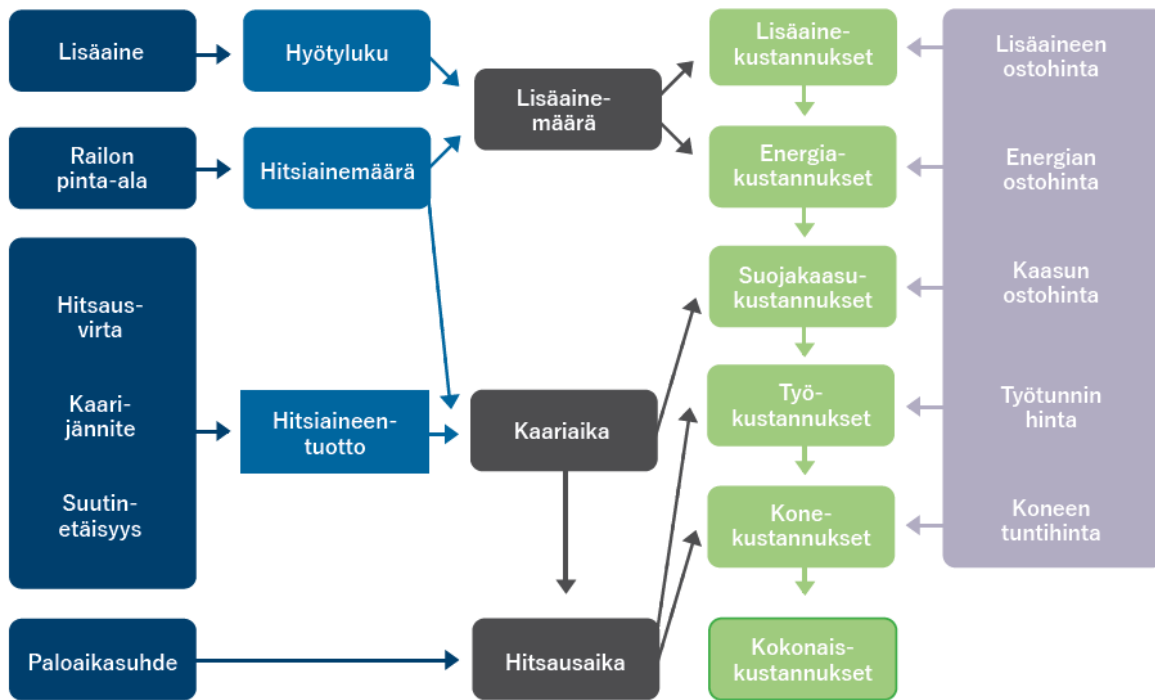 Lisäaine
Hyötyluku
Lisäaine-
määrä
Lisäaine-
kustannukset
Lisäaineen
ostohinta
Railon
pinta-ala
Hitsiainemäärä
Energia-
kustannukset
Energian
ostohinta
Hitsaus-
virta
Kaari-
jännite
Suutin-
etäisyys
Hitsiaineen-
tuotto
Kaariaika
Suojakaasu-
kustannukset
Kaasun
ostohinta
Työ-
kustannukset
Työtunnin
hinta
Kone-
kustannukset
Koneen
tuntihinta
Paloaikasuhde
Hitsausaika
Kokonais-
kustannukset